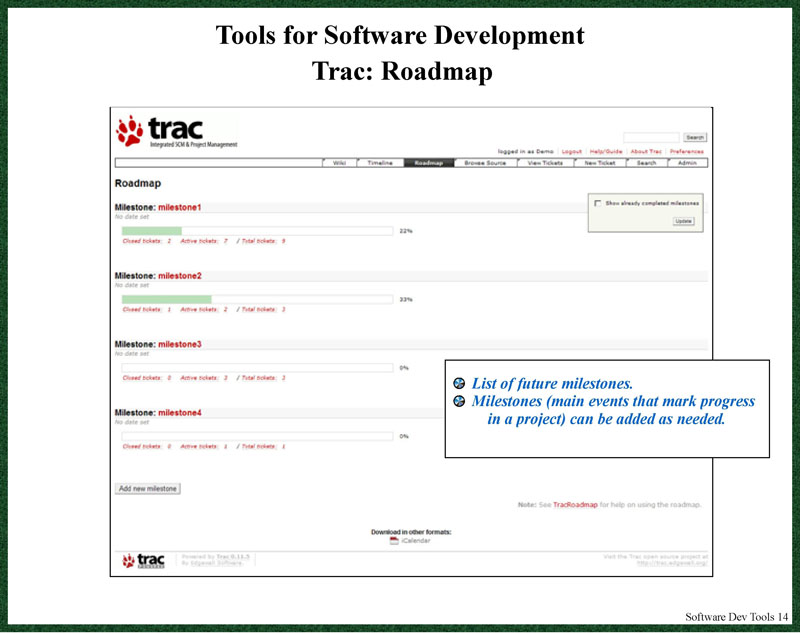 Tools for Software Development
Trac: Roadmap
trac
Integrated SCM & Project Management
Search
logged in as Demo Logout Help/Guide About Trac Preferences
Wiki Timeline Roadmap Browse Source View Tickets New Ticket Search Admin
Roadmap
Show already completed milestones
Update
Milestone: milestone1
No date set
22%
Closed tickets: 2 Active tickets: 7 / Total tickets: 9
Milestone: milestone2
No date set
33%
Closed tickets: 1 Active tickets: 2 / Total tickets: 3
Milestone: milestone3
No date set
0%
Closed tickets: 0 Active tickets: / Total tickets:
Milestone: milestone4
No date set
0%
Closed tickets: 0 Active tickets: 1 / Total tickets: 1
List of future milestones.
Milestones (main events that mark progress
in a project) can be added as needed.
Add new milestone
Note: See TracRoadmap for help on using the roadmap.
Download in other formats:
iCalendar
trac
Powered by Trac 0.11.5
By Edgewall Software.
Visit the Trac open source project at
http://trac.edgewall.org/
Software Dev Tools 14